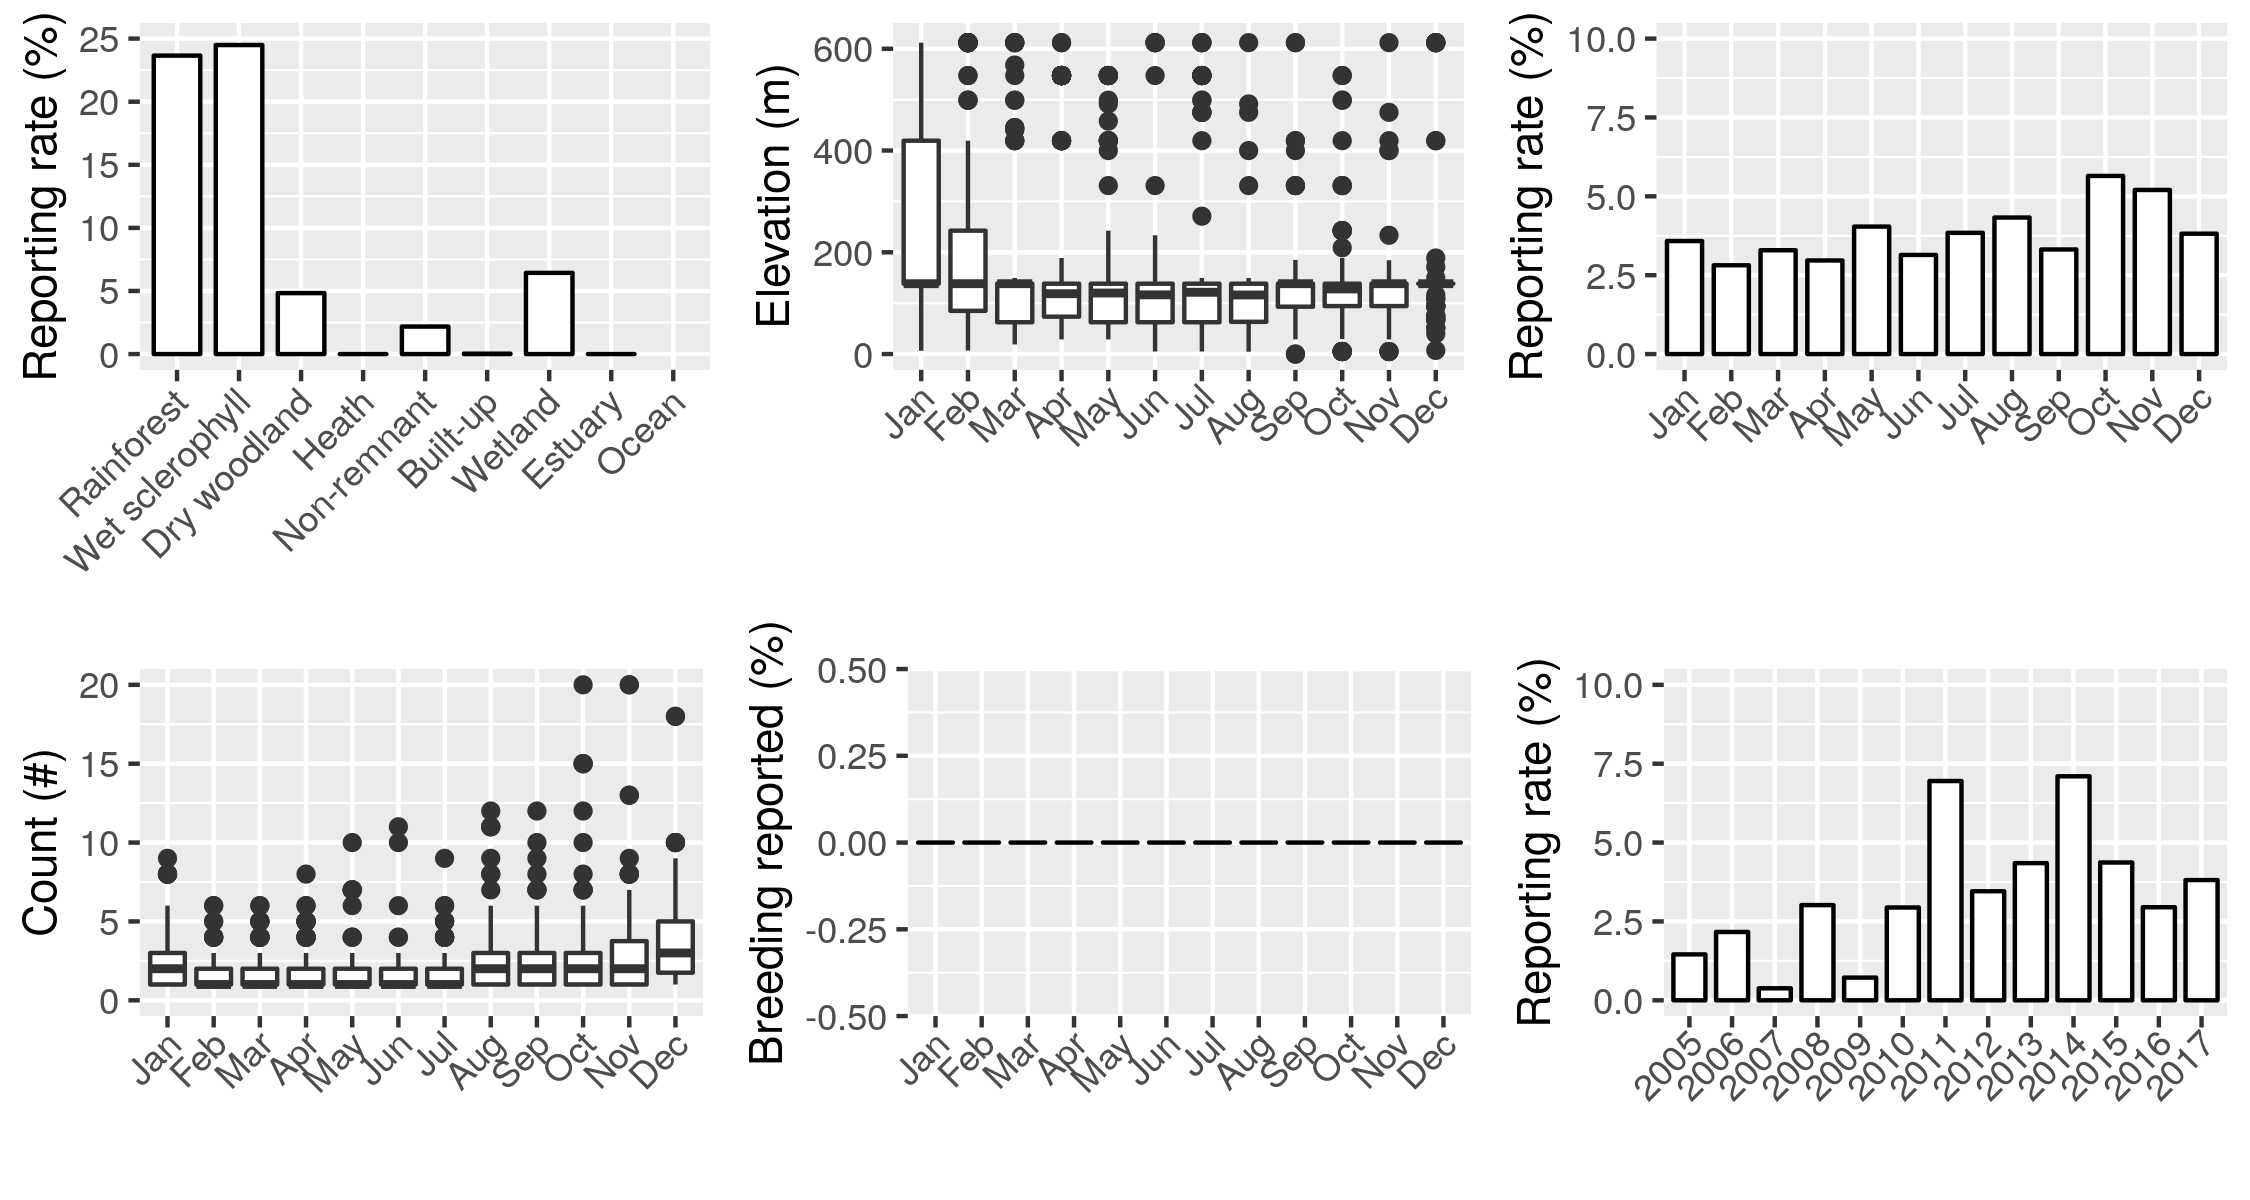 Reporting rate (%)
25
20
15
10
5
0
Rainforest
Wet sclerophyll
Dry woodland
Heath
Non-remnant
Built-up
Wetland
Estuary
Ocean
Elevation (m)
600
400
200
0
Jan
Feb
Mar
Apr
May
Jun
Jul
Aug
Sep
Oct
Nov
Dec
Reporting rate (%)
10.0
7.5
5.0
2.5
0.0
Jan
Feb
Mar
Apr
May
Jun
Jul
Aug
Sep
Oct
Nov
Dec
Count (#)
20
15
10
5
0
Jan
Feb
Mar
Apr
May
Jun
Jul
Aug
Sep
Oct
Nov
Dec
Breeding reported (%)
0.50
0.25
0.00
-0.25
-0.50
Jan
Feb
Mar
Apr
May
Jun
Jul
Aug
Sep
Oct
Nov
Dec
Reporting rate (%)
10.0
7.5
5.0
2.5
0.0
2005
2006
2007
2008
2009
2010
2011
2012
2013
2014
2015
2016
2017